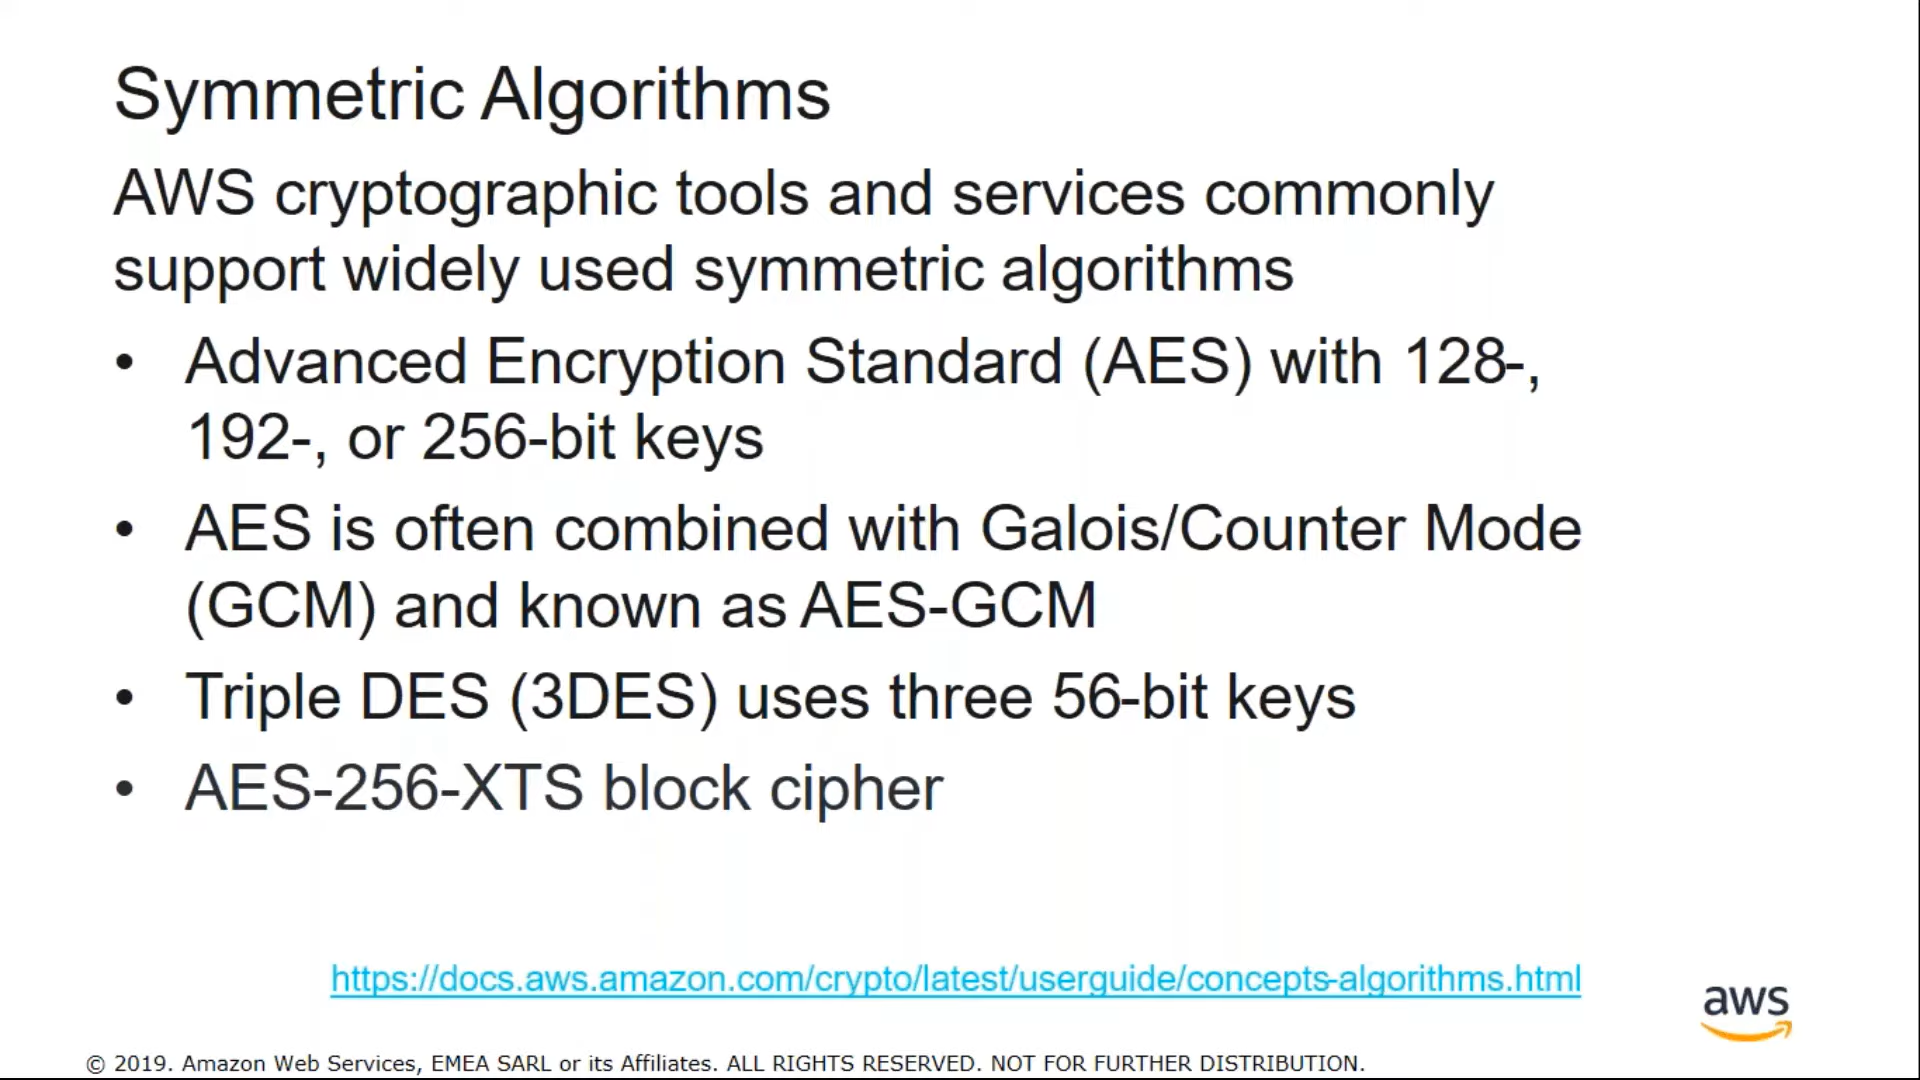 Symmetric Algorithms
AWS cryptographic tools and services commonly
support widely used symmetric algorithms
• Advanced Encryption Standard (AES) with 128-,
192-, or 256-bit keys
• AES is often combined with Galois/Counter Mode
(GCM) and known as AES-GCM
• Triple DES (3DES) uses three 56-bit keys
• AES-256-XTS block cipher
https://docs.aws.amazon.com/crypto/latest/userguide/concepts-algorithms.html
aws
© 2019. Amazon Web Services, EMEA SARL or its Affiliates. ALL RIGHTS RESERVED. NOT FOR FURTHER DISTRIBUTION.